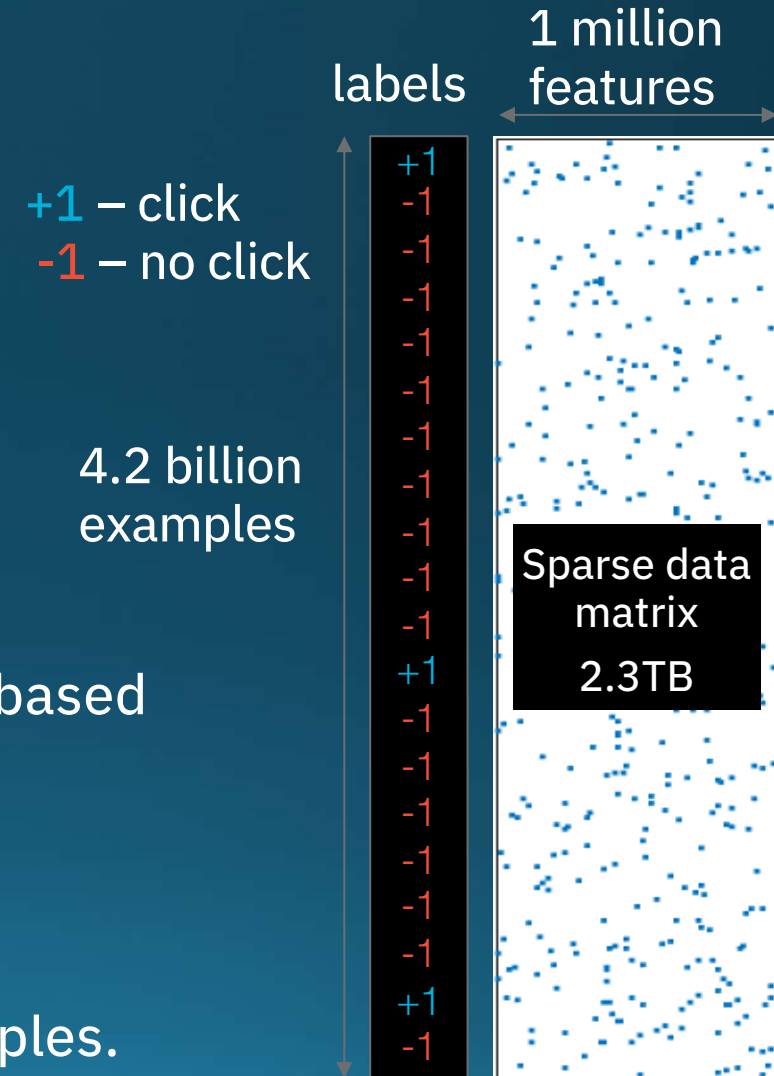 1 million
features
labels
+1 – click
-1 – no click
4.2 billion
examples
+1
-1
-1
-1
-1
-1
-1
-1
-1
-1
-1
+1
-1
-1
-1
-1
-1
-1
+1
-1
Sparse data
matrix
2.3TB
based
ples.